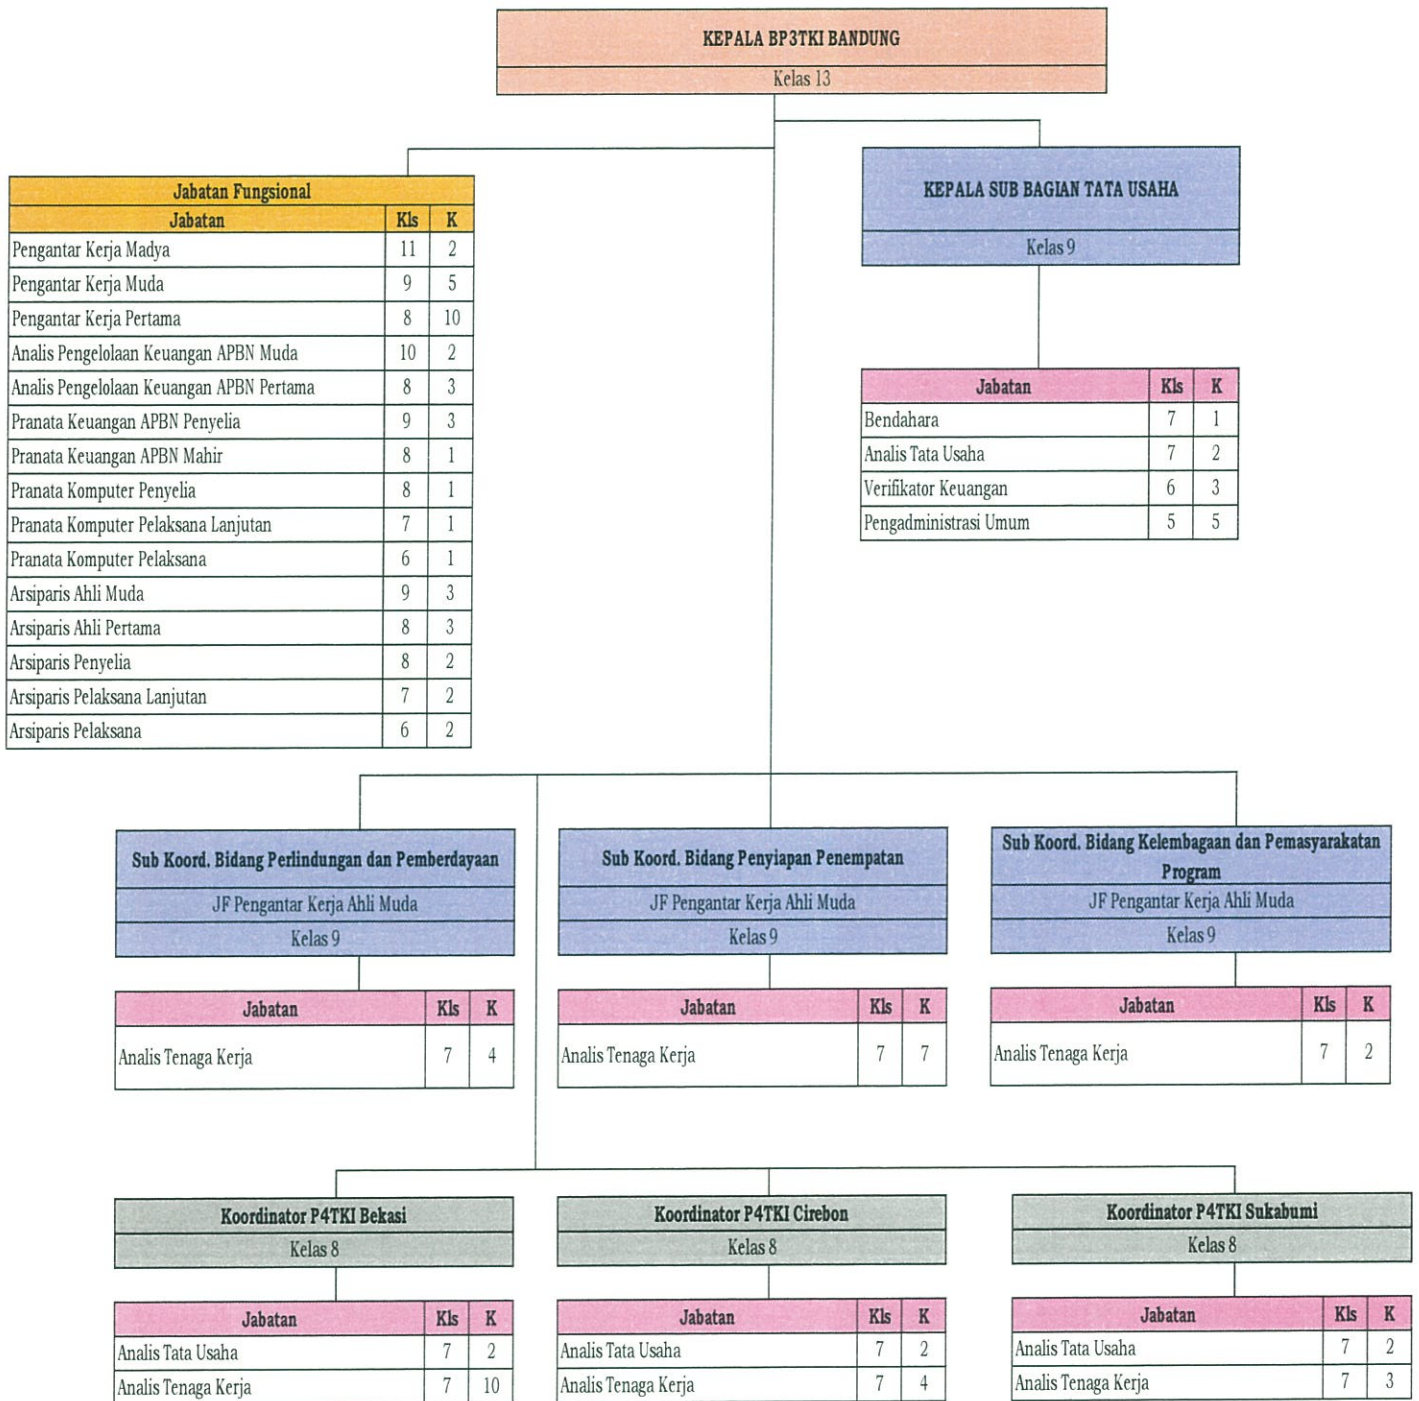 KEPALA BP3TKI BANDUNG
Kelas 13
Jabatan Fungsional
Jabatan Kls K
Pengantar Kerja Madya 11 2
Pengantar Kerja Muda 9 5
Pengantar Kerja Pertama 8 10
Analis Pengelolaan Keuangan APBN Muda 10 2
Analis Pengelolaan Keuangan APBN Pertama 8 3
Pranata Keuangan APBN Penyelia 9 3
Pranata Keuangan APBN Mahir 8 1
Pranata Komputer Penyelia 8 1
Pranata Komputer Pelaksana Lanjutan 7 1
Pranata Komputer Pelaksana 6 1
Arsiparis Ahli Muda 9 3
Arsiparis Ahli Pertama 8 3
Arsiparis Penyelia 8 2
Arsiparis Pelaksana Lanjutan 7 2
Arsiparis Pelaksana 6 2
KEPALA SUB BAGIAN TATA USAHA
Kelas 9
Jabatan Kls K
Bendahara 7 1
Analis Tata Usaha 7 2
Verifikator Keuangan 6 3
Pengadministrasi Umum 5 5
Sub Koord. Bidang Perlindungan dan Pemberdayaan
JF Pengantar Kerja Ahli Muda
Kelas 9
Jabatan Kls K
Analis Tenaga Kerja 7 4
Sub Koord. Bidang Penyiapan Penempatan
JF Pengantar Kerja Ahli Muda
Kelas 9
Jabatan Kls K
Analis Tenaga Kerja 7 7
Sub Koord. Bidang Kelembagaan dan Pemasyarakatan
Program
JF Pengantar Kerja Ahli Muda
Kelas 9
Jabatan Kls K
Analis Tenaga Kerja 7 2
Koordinator P4TKI Bekasi
Kelas 8
Jabatan Kls K
Analis Tata Usaha 7 2
Analis Tenaga Kerja 7 10
Koordinator P4TKI Cirebon
Kelas 8
Jabatan Kls K
Analis Tata Usaha 7 2
Analis Tenaga Kerja 7 4
Koordinator P4TKI Sukabumi
Kelas 8
Jabatan Kls K
Analis Tata Usaha 7 2
Analis Tenaga Kerja 7 3